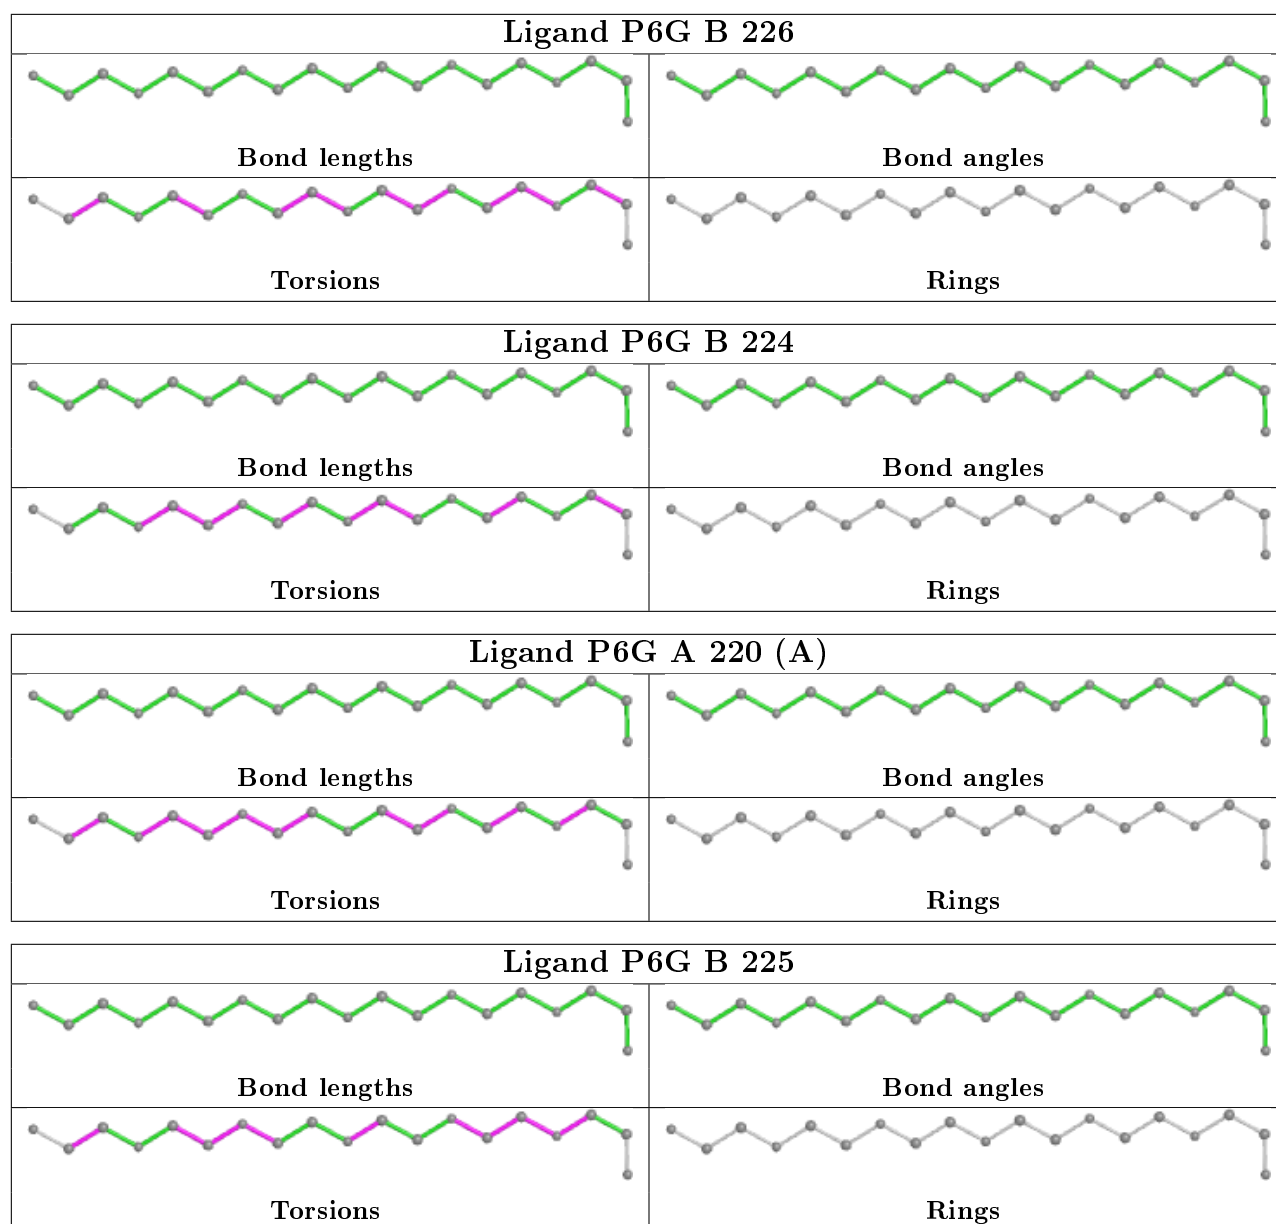 Ligand P6G B 226
Bond lengths Bond angles
Torsions Rings
Ligand P6G B 224
Bond lengths Bond angles
Torsions Rings
Ligand P6G A 220 (A)
Bond lengths Bond angles
Torsions Rings
Ligand P6G B 225
Bond lengths Bond angles
Torsions Rings